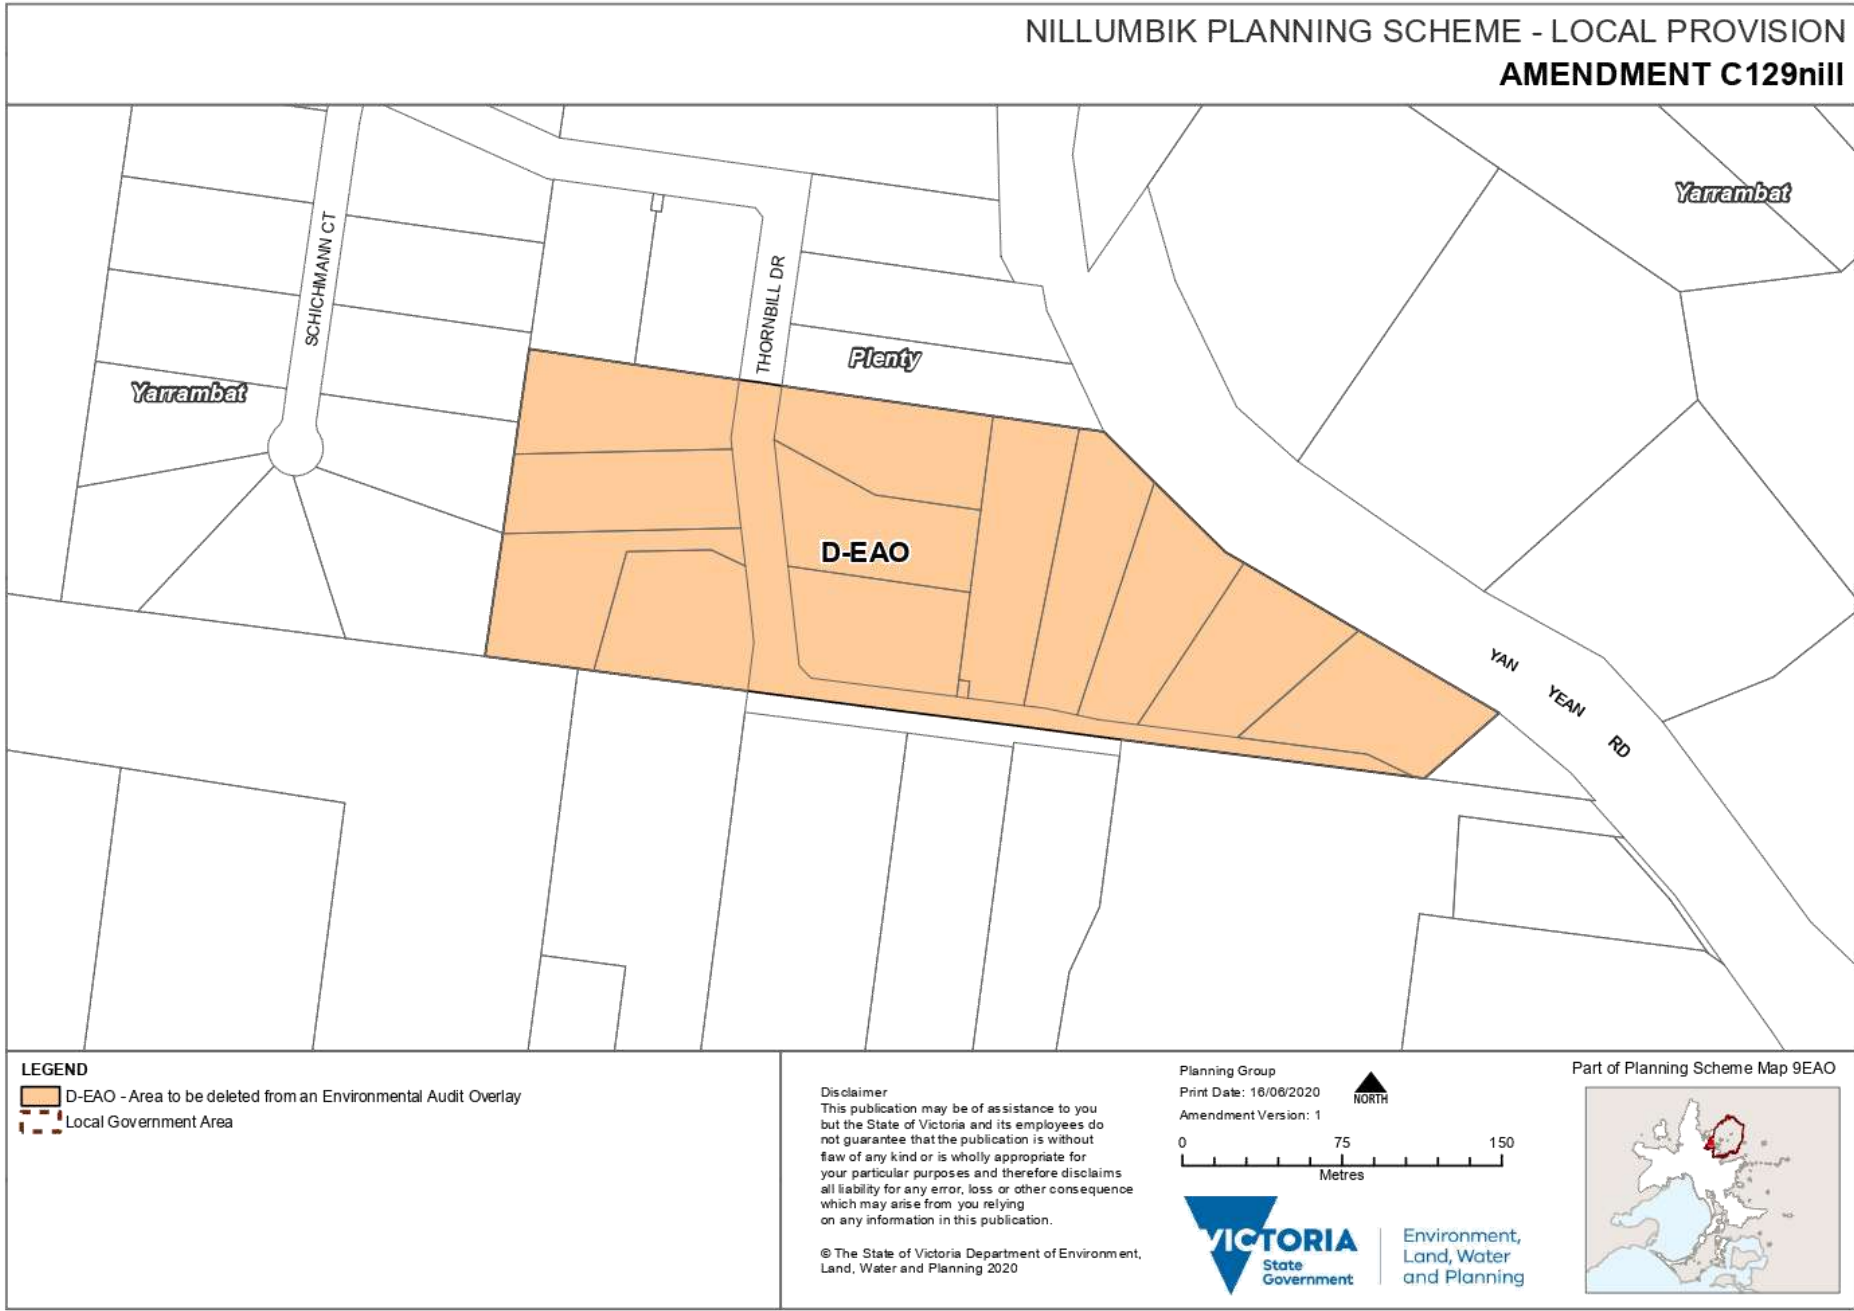 NILLUMBIK PLANNING SCHEME - LOCAL PROVISION
AMENDMENT C129nill
Yarrambat
SCHICHMANN CT
THORNBILL DR
Plenty
Yarrambat
D-EAO
YAN YEAN RD
LEGEND
D-EAO - Area to be deleted from an Environmental Audit Overlay
Local Government Area
Disclaimer
This publication may be of assistance to you
but the State of Victoria and its employees do
not guarantee that the publication is without
flaw of any kind or is wholly appropriate for
your particular purposes and therefore disclaims
all liability for any error, loss or other consequence
which may arise from you relying
on any information in this publication.
© The State of Victoria Department of Environment,
Land, Water and Planning 2020
Planning Group
Print Date: 16/06/2020
Amendment Version: 1
NORTH
0 75 150
Metres
VICTORIA
State
Government
Environment,
Land, Water
and Planning
Part of Planning Scheme Map 9EAO